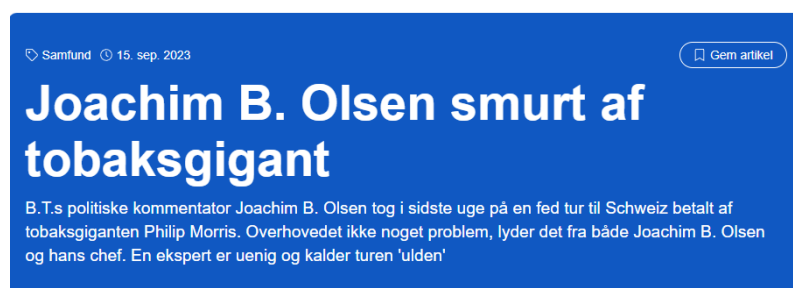 Samfund 15. sep. 2023 Gem artikel
Joachim B. Olsen smurt af
tobaksgigant
B.T.s politiske kommentator Joachim B. Olsen tog i sidste uge på en fed tur til Schweiz betalt af
tobaksgiganten Philip Morris. Overhovedet ikke noget problem, lyder det fra både Joachim B. Olsen
og hans chef. En ekspert er uenig og kalder turen 'ulden'